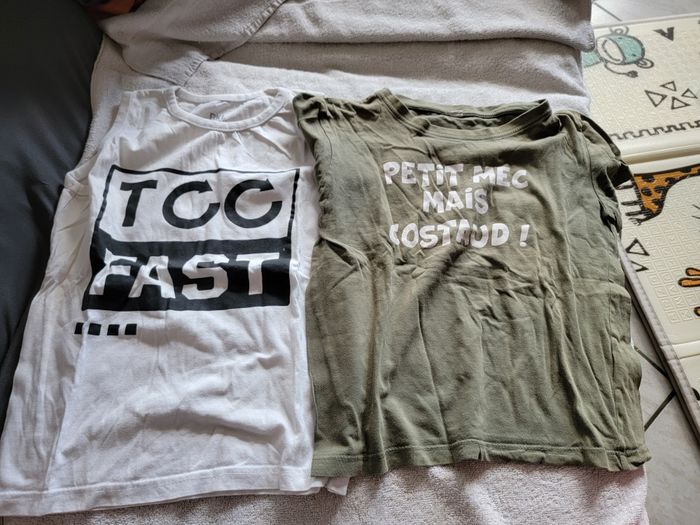 TCC
FAST
PETIT MEC
MAIS
COSTAUD !